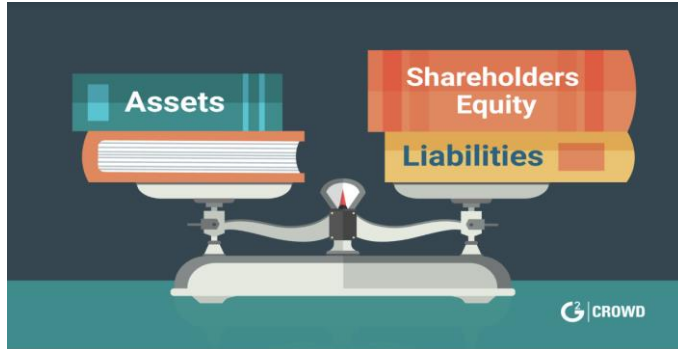 Assets
Shareholders
Equity
Liabilities
G2 | CROWD